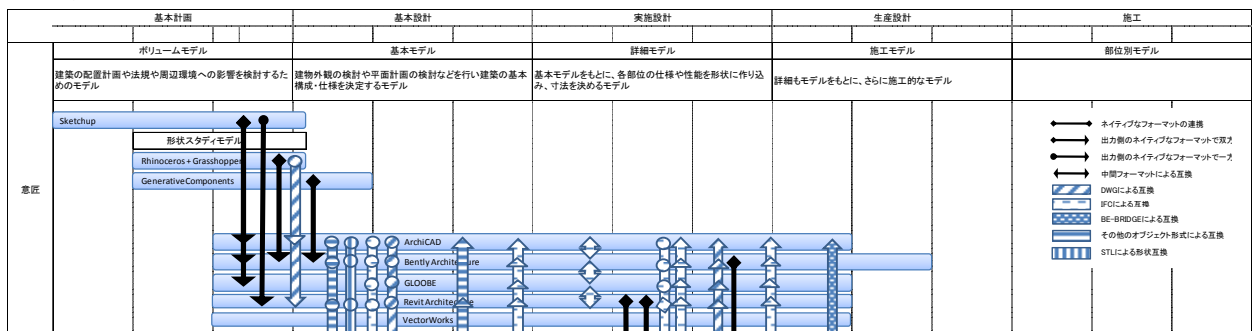 基本計画 基本設計 実施設計 生産設計 施工
ボリュームモデル 基本モデル 詳細モデル 施工モデル 部位別モデル
建築の配置計画や法規や周辺環境への影響を検討するた
めのモデル
建物外観の検討や平面計画の検討などを行い建築の基本
構成・仕様を決定するモデル
基本モデルをもとに、各部位の仕様や性能を形状に作り込
み、寸法を決めるモデル
詳細もモデルをもとに、さらに施工的なモデル
意匠
Sketchup
形状スタディモデル
Rhinoceros + Grasshopper
GenerativeComponents
ArchiCAD
Bently Architecture
GLOOBE
Revit Architecture
VectorWorks
ネイティブなフォーマットの連携
出力側のネイティブなフォーマットで双方
出力側のネイティブなフォーマットで一方
中間フォーマットによる互換
DWGによる互換
IFCによる互換
BE-BRIDGEによる互換
その他のオブジェクト形式による互換
STLによる形状互換